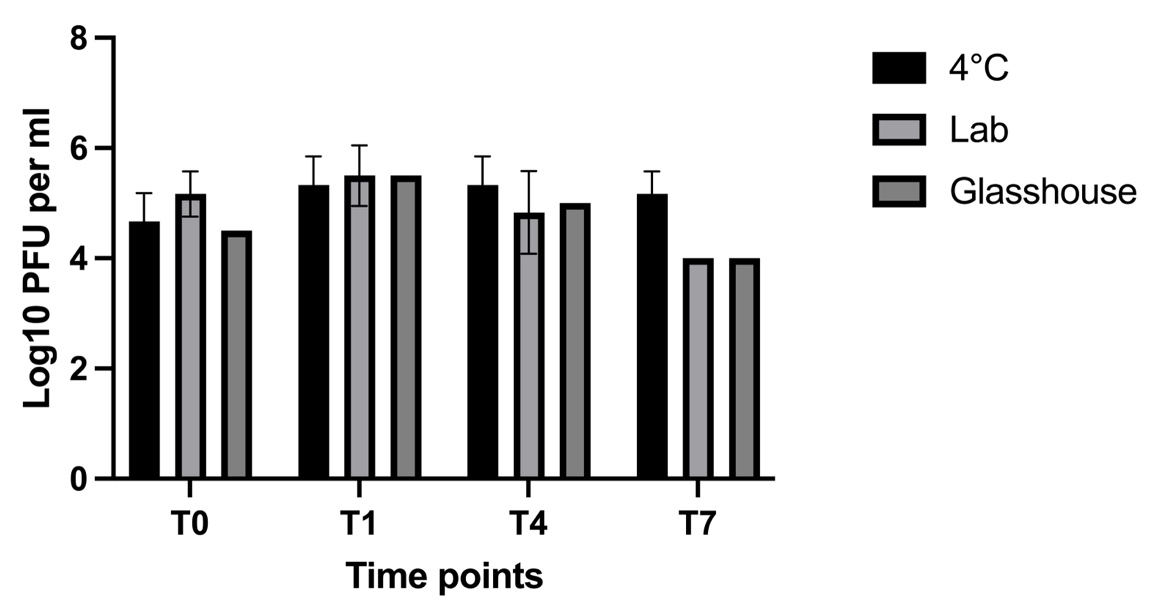 8
6
4
2
0
Log10 PFU per ml
T0
T1
T4
T7
Time points
4°C
Lab
Glasshouse